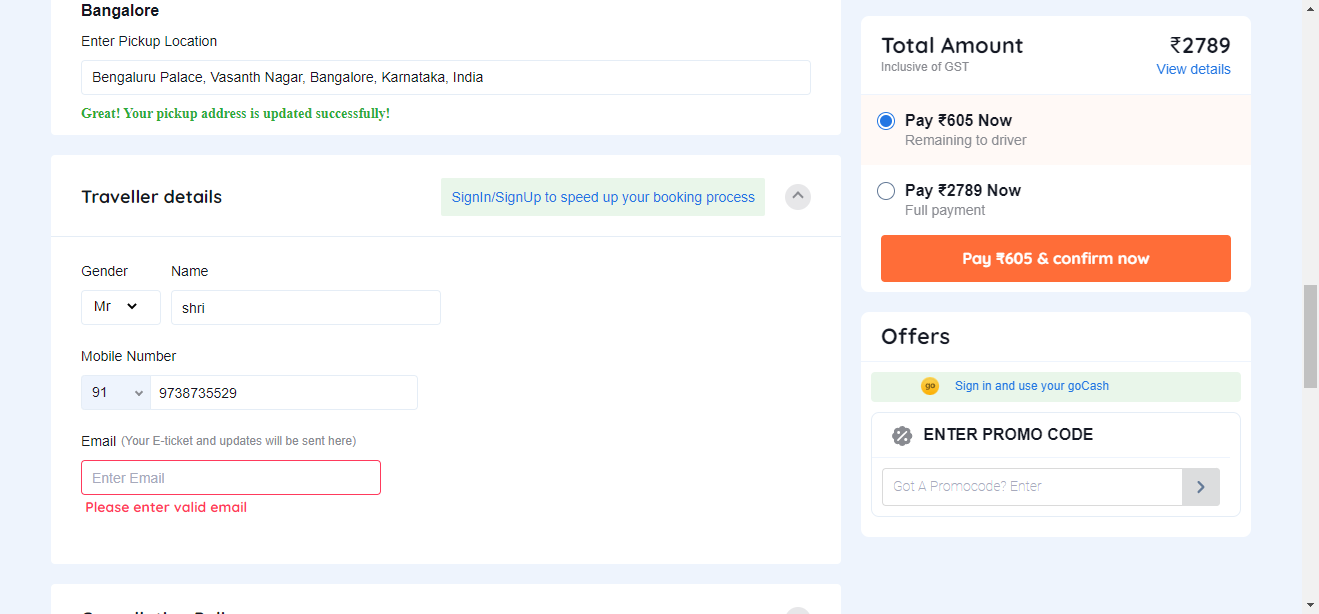 Bangalore
Enter Pickup Location
Bengaluru Palace, Vasanth Nagar, Bangalore, Karnataka, India
Great! Your pickup address is updated successfully!
Traveller details
SignIn/SignUp to speed up your booking process
Gender Name
Mr shri
Mobile Number
91 9738735529
Email (Your E-ticket and updates will be sent here)
Enter Email
Please enter valid email
Total Amount ₹2789
Inclusive of GST View details
Pay ₹605 Now
Remaining to driver
Pay ₹2789 Now
Full payment
Pay ₹605 & confirm now
Offers
go Sign in and use your goCash
ENTER PROMO CODE
Got A Promocode? Enter